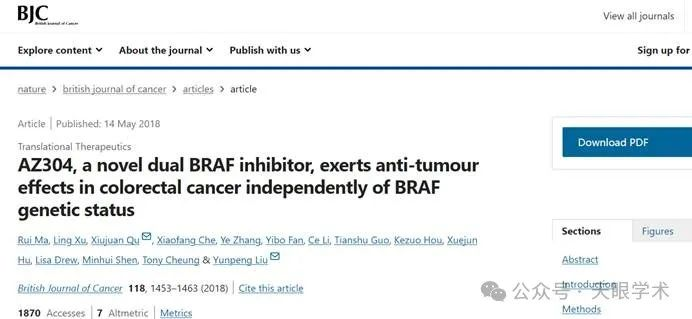 BJC
British Journal of Cancer
View all journals
Explore content
About the journal
Publish with us
Sign up for
nature > british journal of cancer > articles > article
Article | Published: 14 May 2018
Translational Therapeutics
AZ304, a novel dual BRAF inhibitor, exerts anti-tumour
effects in colorectal cancer independently of BRAF
genetic status
Rui Ma, Ling Xu, Xiujuan Qu, Xiaofang Che, Ye Zhang, Yibo Fan, Ce Li, Tianshu Guo, Kezuo Hou, Xuejun
Hu, Lisa Drew, Minhui Shen, Tony Cheung & Yunpeng Liu
British Journal of Cancer 118, 1453–1463 (2018) | Cite this article
1870 Accesses | 7 Altmetric | Metrics
Download PDF
Sections
Figures
Abstract
Introduction
Methods
公众号 · 天眼学术